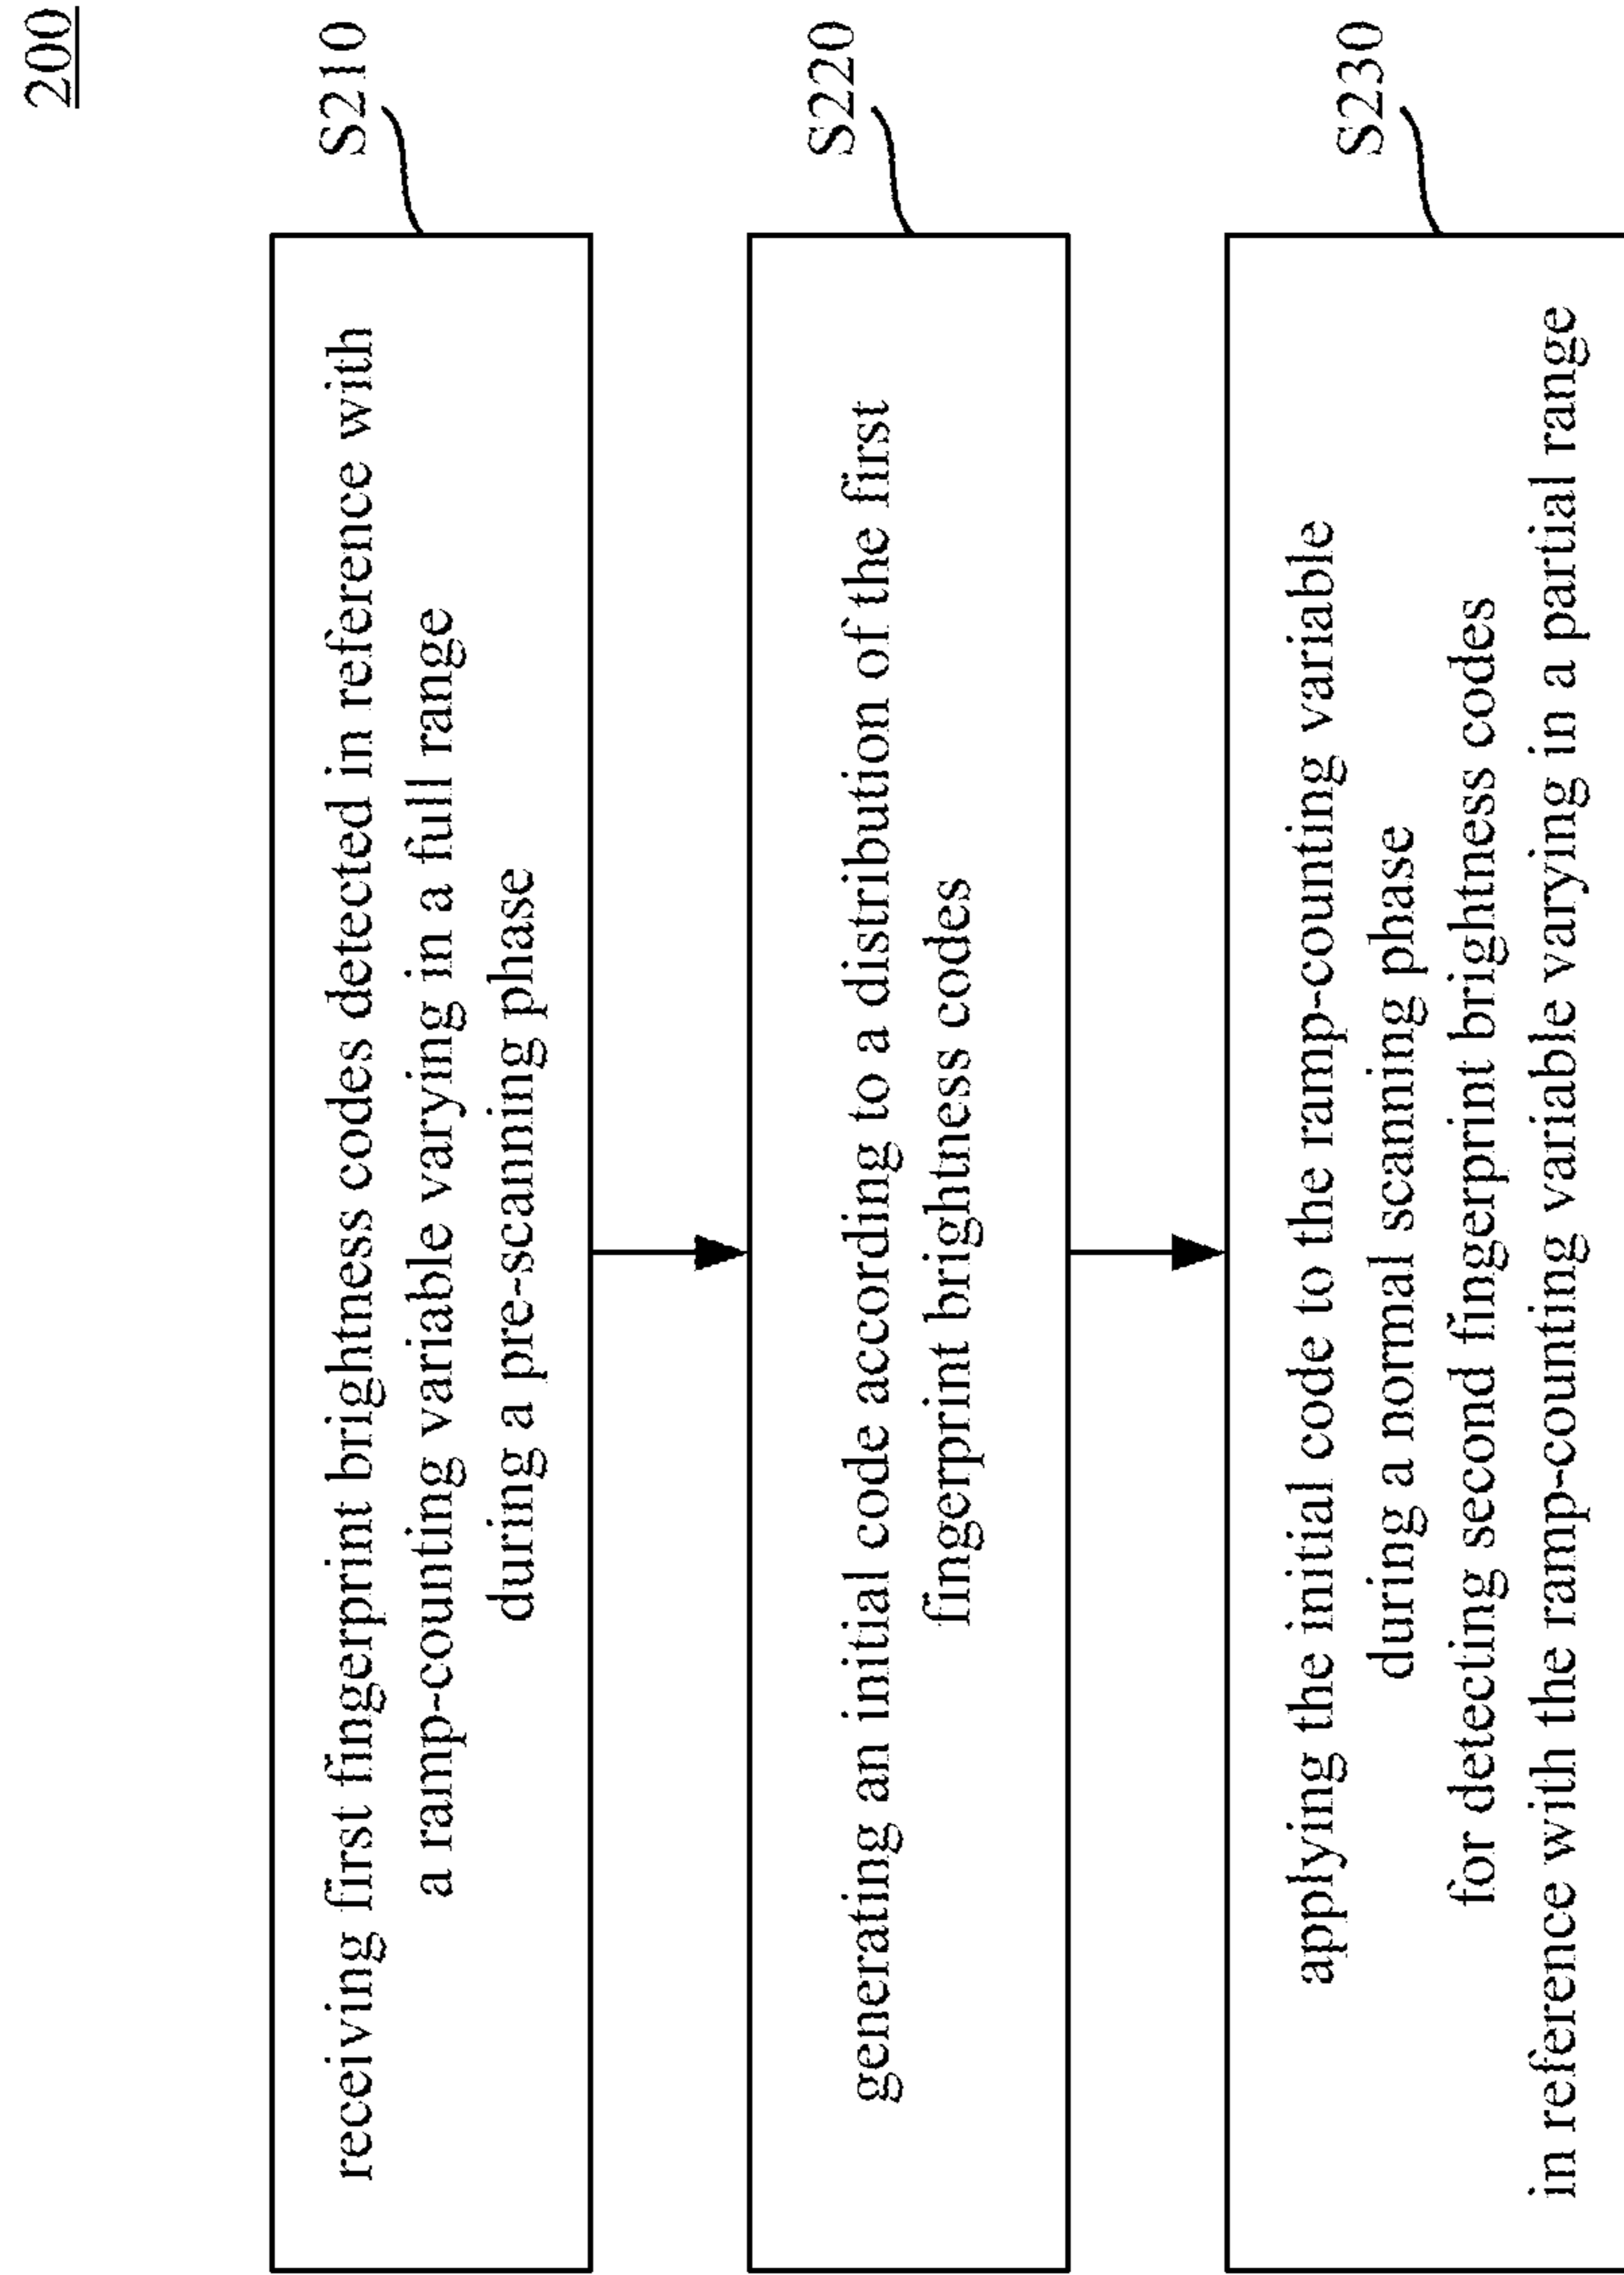 200
S210
receiving first fingerprint brightness codes detected in reference with
a ramp-counting variable varying in a full range
during a pre-scanning phase
S220
generating an initial code according to a distribution of the first
fingerprint brightness codes
S230
applying the initial code to the ramp-counting variable
during a normal scanning phase
for detecting second fingerprint brightness codes
in reference with the ramp-counting variable varying in a partial range